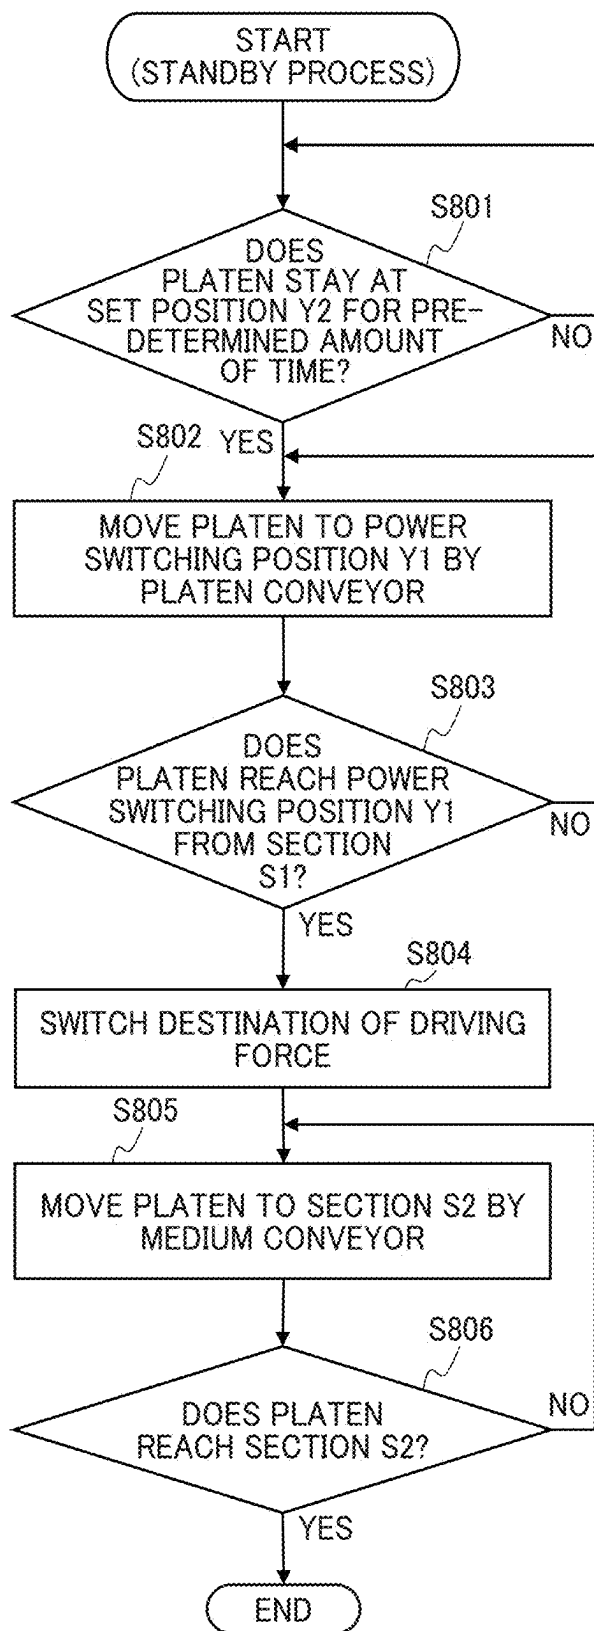 START
(STANDBY PROCESS)
S801
DOES
PLATEN STAY AT
SET POSITION Y2 FOR PRE-
DETERMINED AMOUNT
OF TIME?
NO
YES
S802
MOVE PLATEN TO POWER
SWITCHING POSITION Y1 BY
PLATEN CONVEYOR
S803
DOES
PLATEN REACH POWER
SWITCHING POSITION Y1
FROM SECTION
S1?
NO
YES
S804
SWITCH DESTINATION OF DRIVING
FORCE
S805
MOVE PLATEN TO SECTION S2 BY
MEDIUM CONVEYOR
S806
DOES PLATEN
REACH SECTION S2?
NO
YES
END